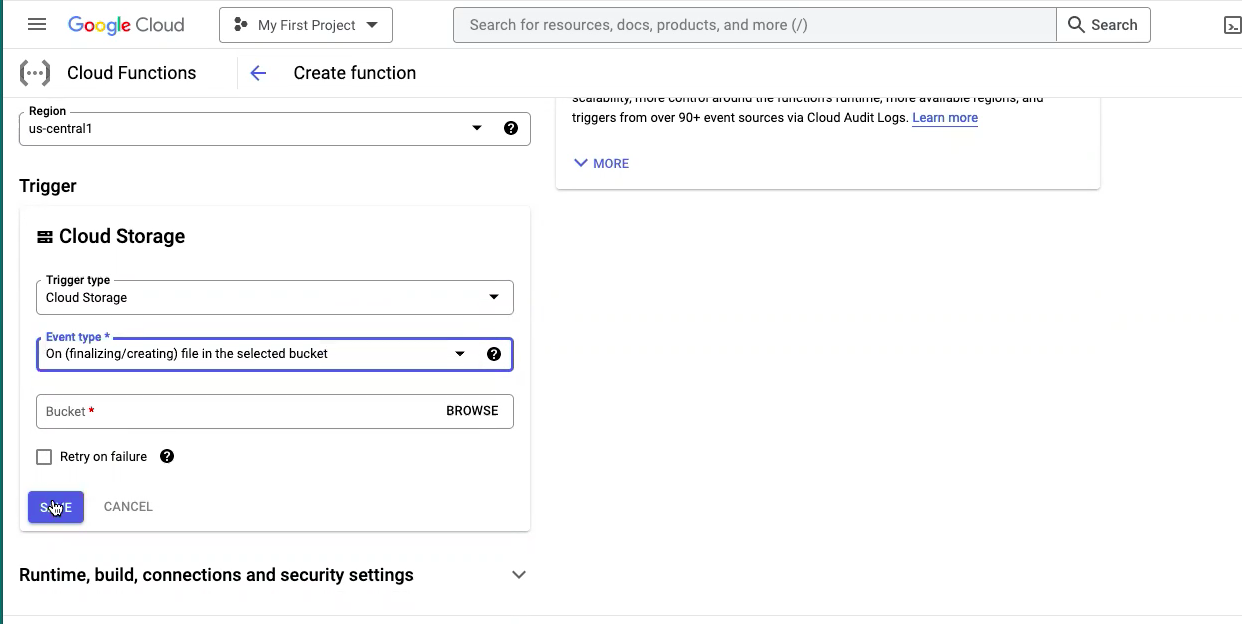 Google Cloud
My First Project
Search for resources, docs, products, and more (/)
Search
Cloud Functions
Create function
Region
us-central1
scalability, more control around the function's runtime, more available regions, and
triggers from over 90+ event sources via Cloud Audit Logs. Learn more
MORE
Trigger
Cloud Storage
Trigger type
Cloud Storage
Event type *
On (finalizing/creating) file in the selected bucket
Bucket *
BROWSE
Retry on failure
SAVE
CANCEL
Runtime, build, connections and security settings